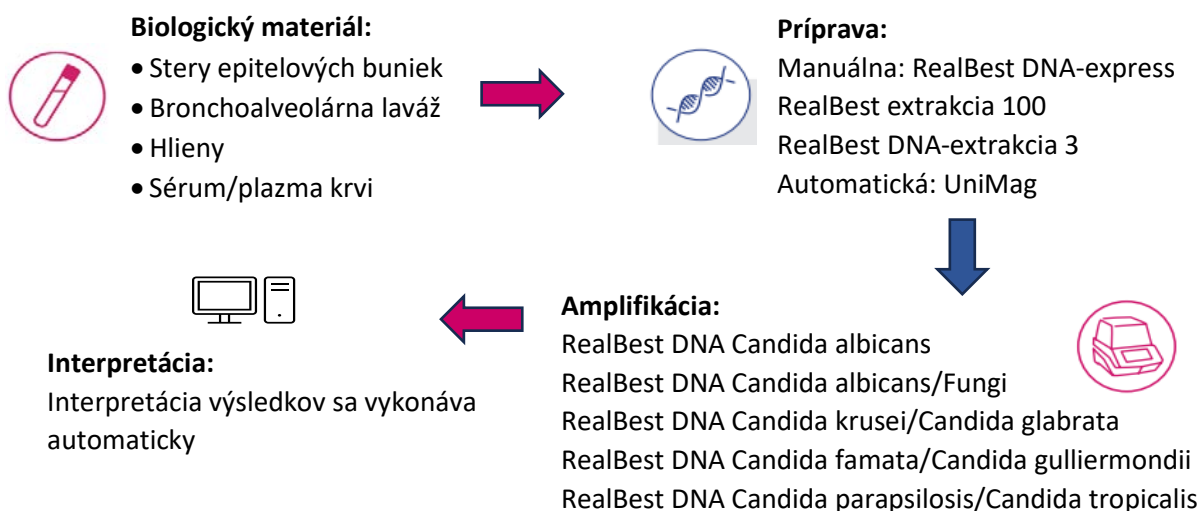 Biologický materiál:
• Stery epitelových buniek
• Bronchoalveolárna laváž
• Hlieny
• Sérum/plazma krvi
Príprava:
Manuálna: RealBest DNA-express
RealBest extrakcia 100
RealBest DNA-extrakcia 3
Automatická: UniMag
Amplifikácia:
RealBest DNA Candida albicans
RealBest DNA Candida albicans/Fungi
RealBest DNA Candida krusei/Candida glabrata
RealBest DNA Candida famata/Candida gulliermondii
RealBest DNA Candida parapsilosis/Candida tropicalis
Interpretácia:
Interpretácia výsledkov sa vykonáva
automaticky